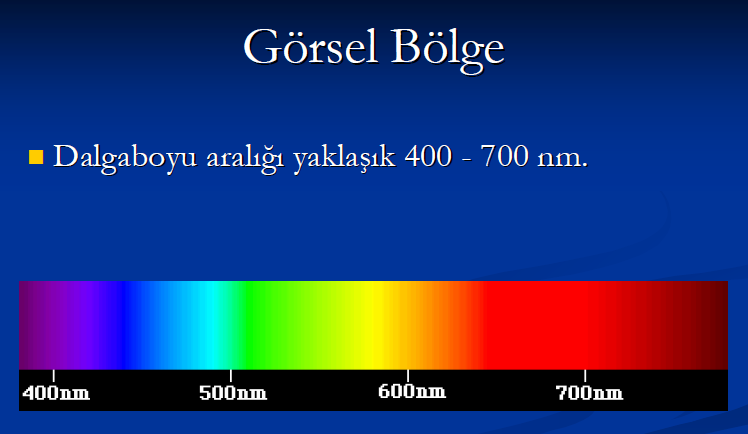 Görsel Bölge
Dalgaboyu aralığı yaklaşık 400 - 700 nm.
400nm 500nm 600nm 700nm